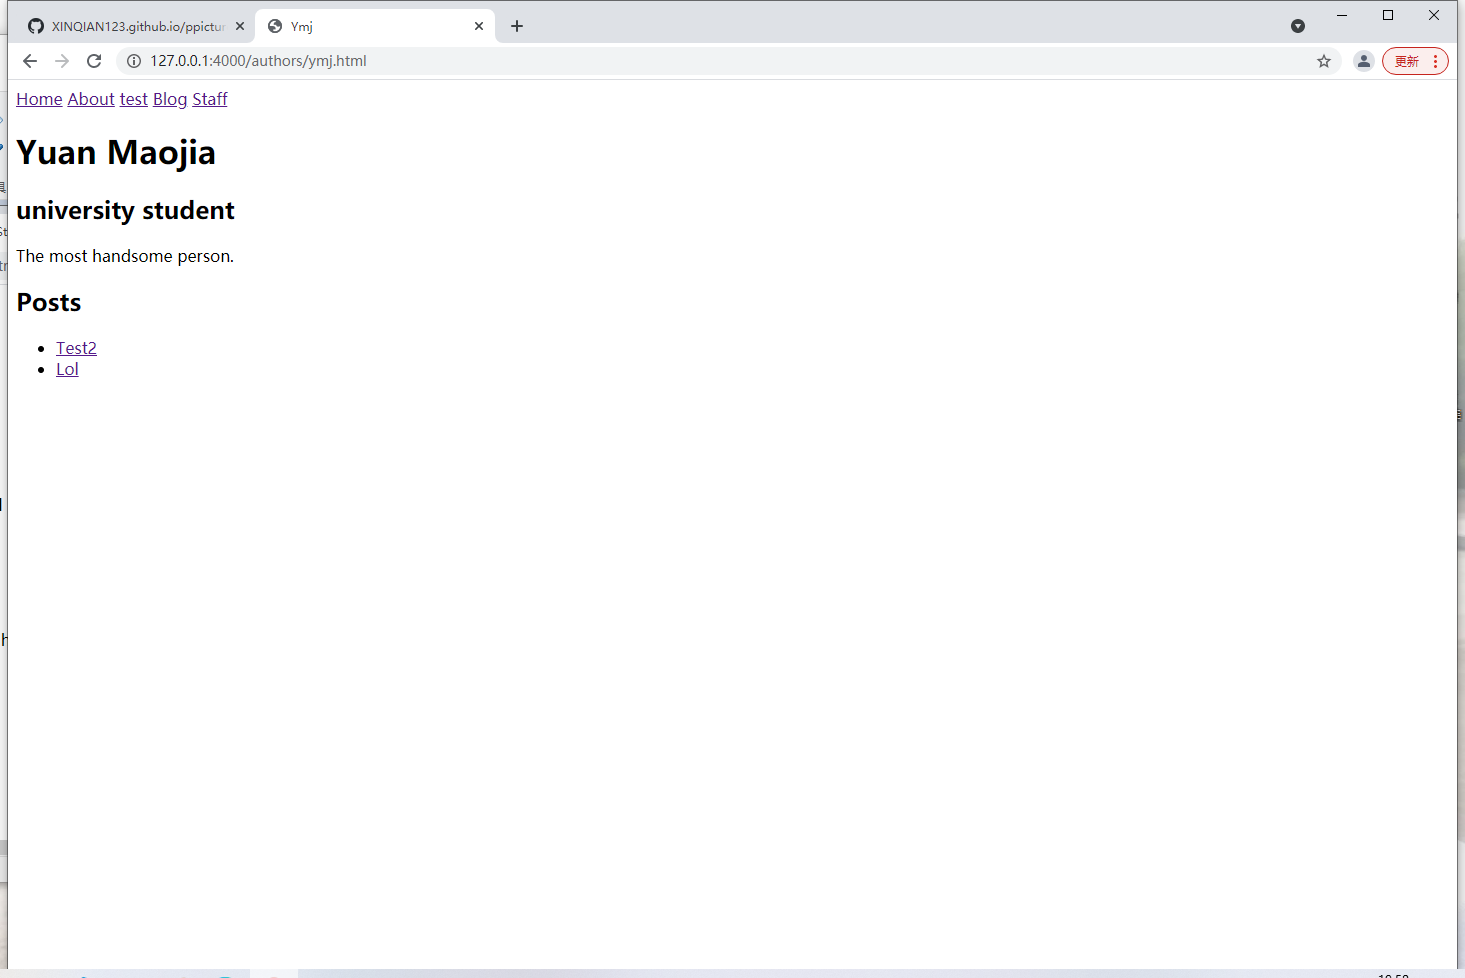 XINQIAN123.github.io/ppictur
Ymj
127.0.0.1:4000/authors/ymj.html
更新
Home About test Blog Staff
Yuan Maojia
university student
The most handsome person.
Posts
Test2
Lol